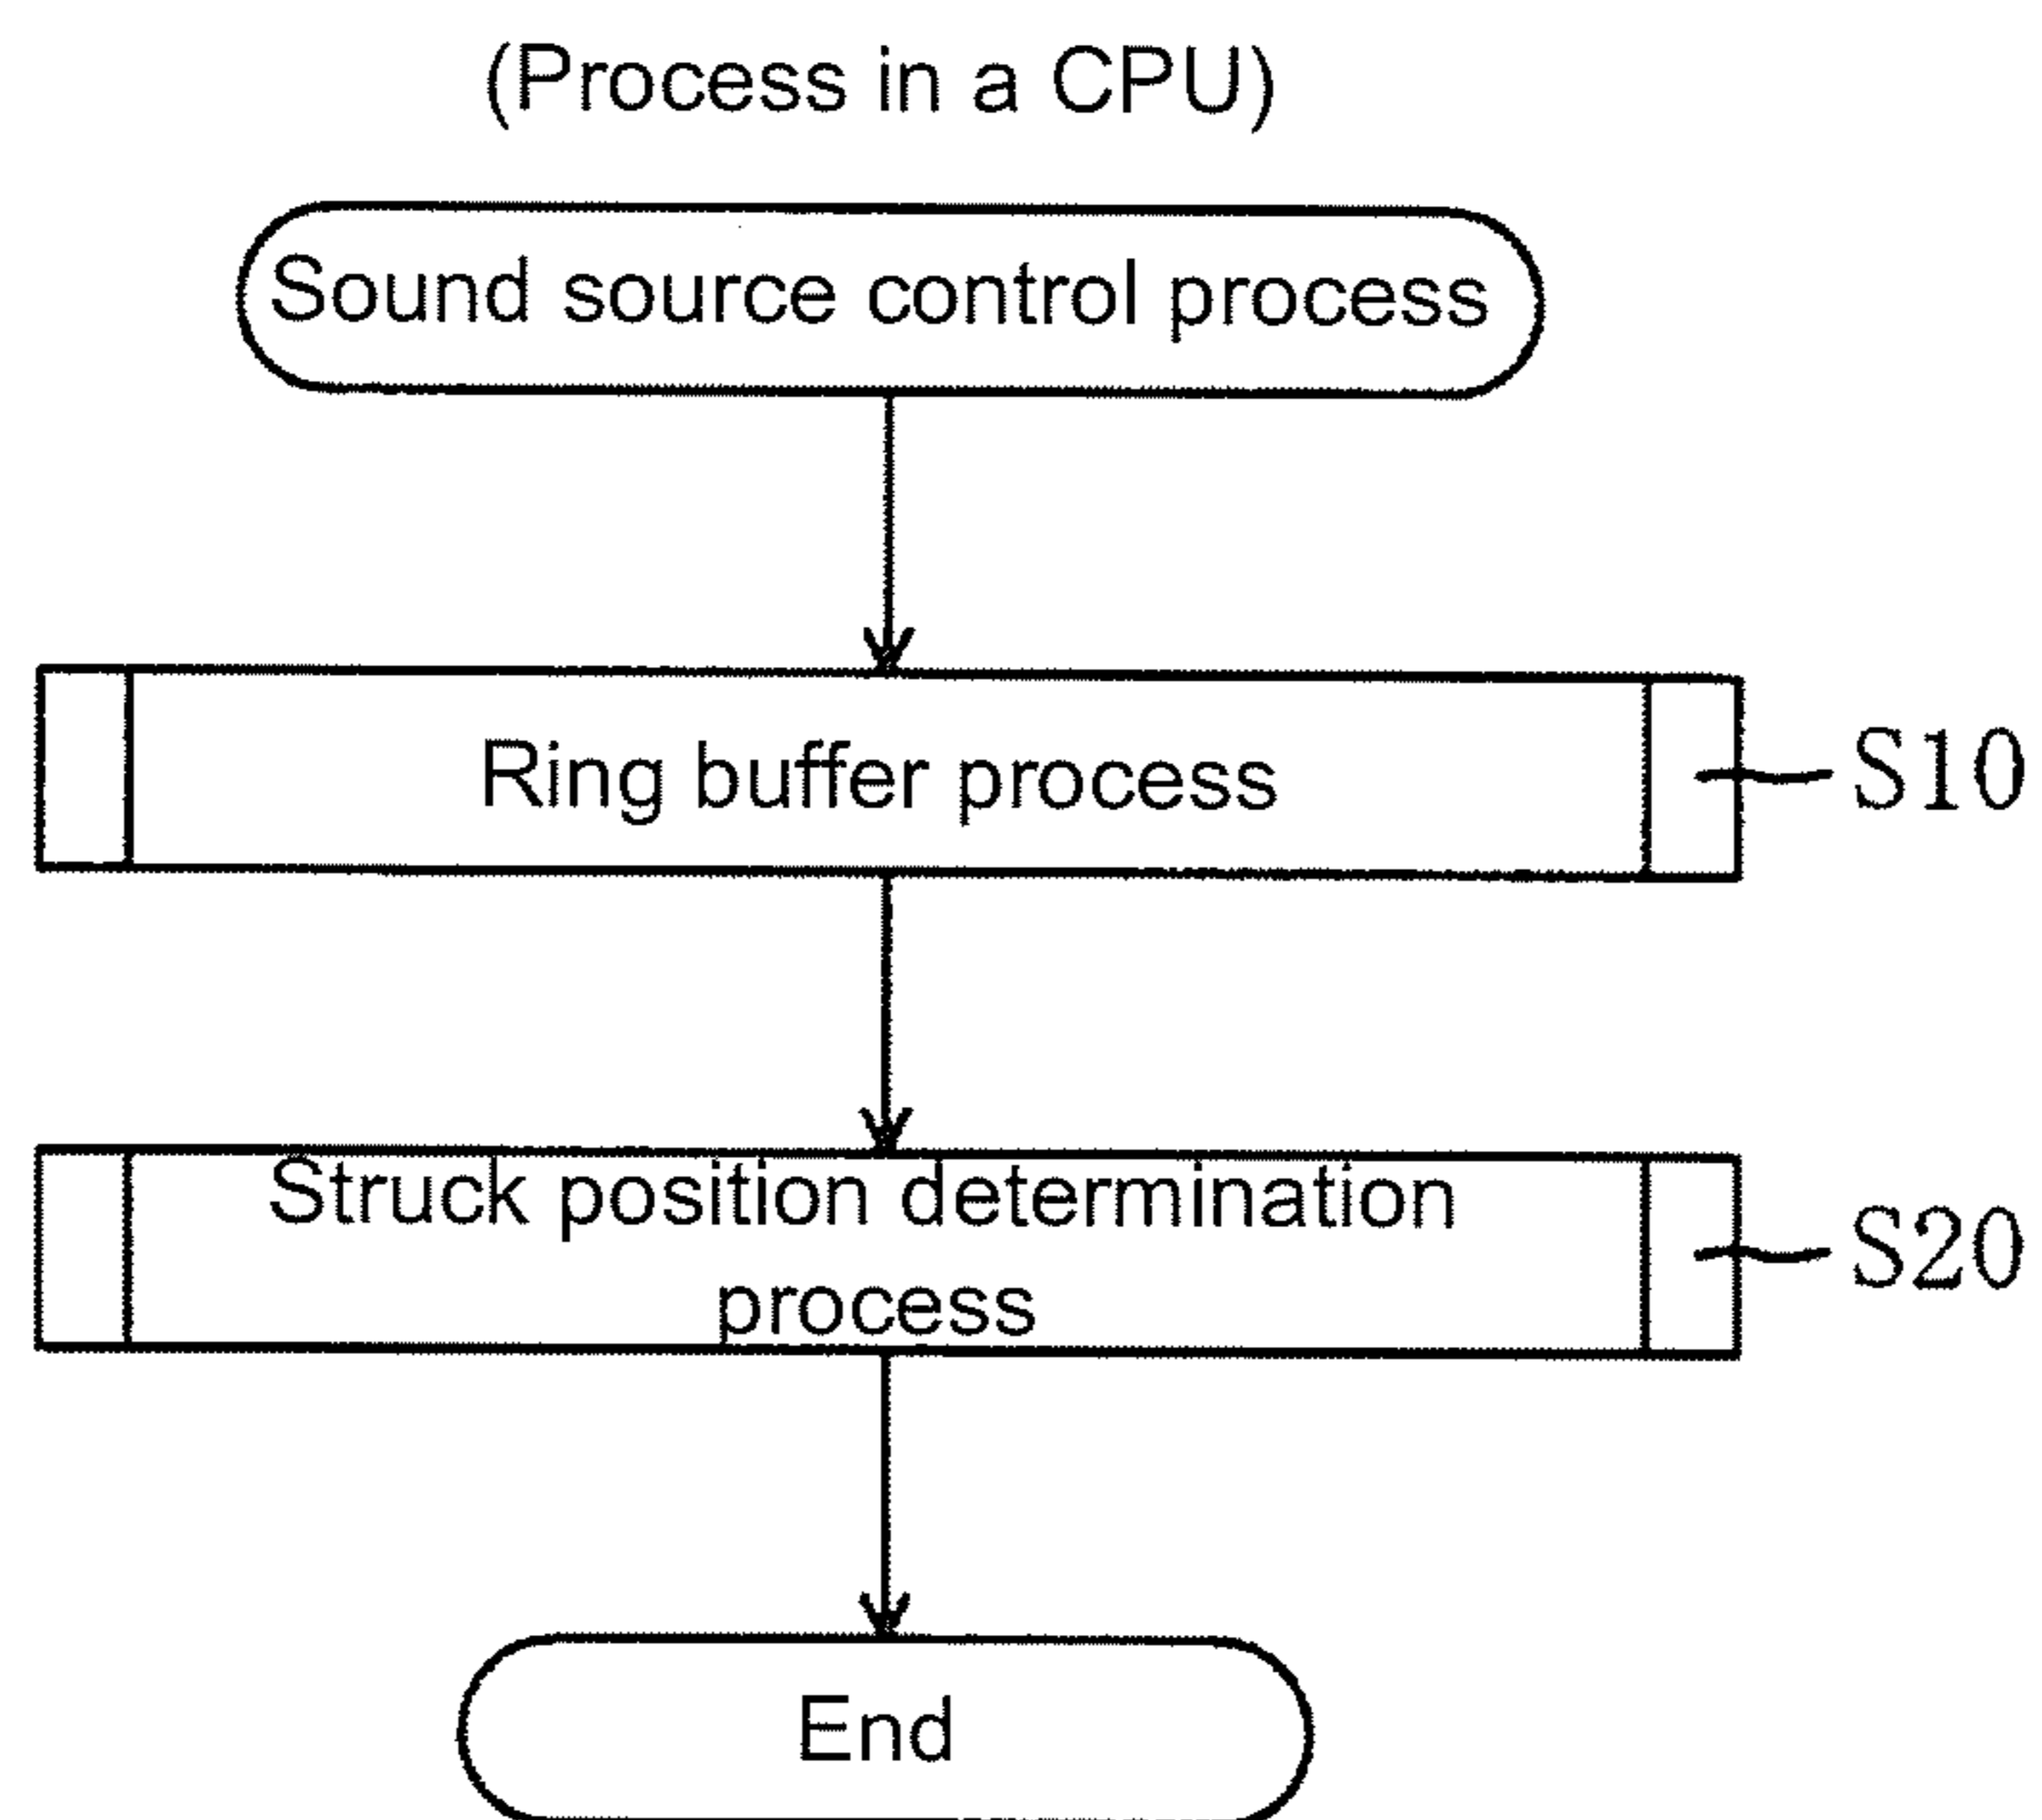 (Process in a CPU)
Sound source control process
Ring buffer process
S10
Struck position determination
process
S20
End